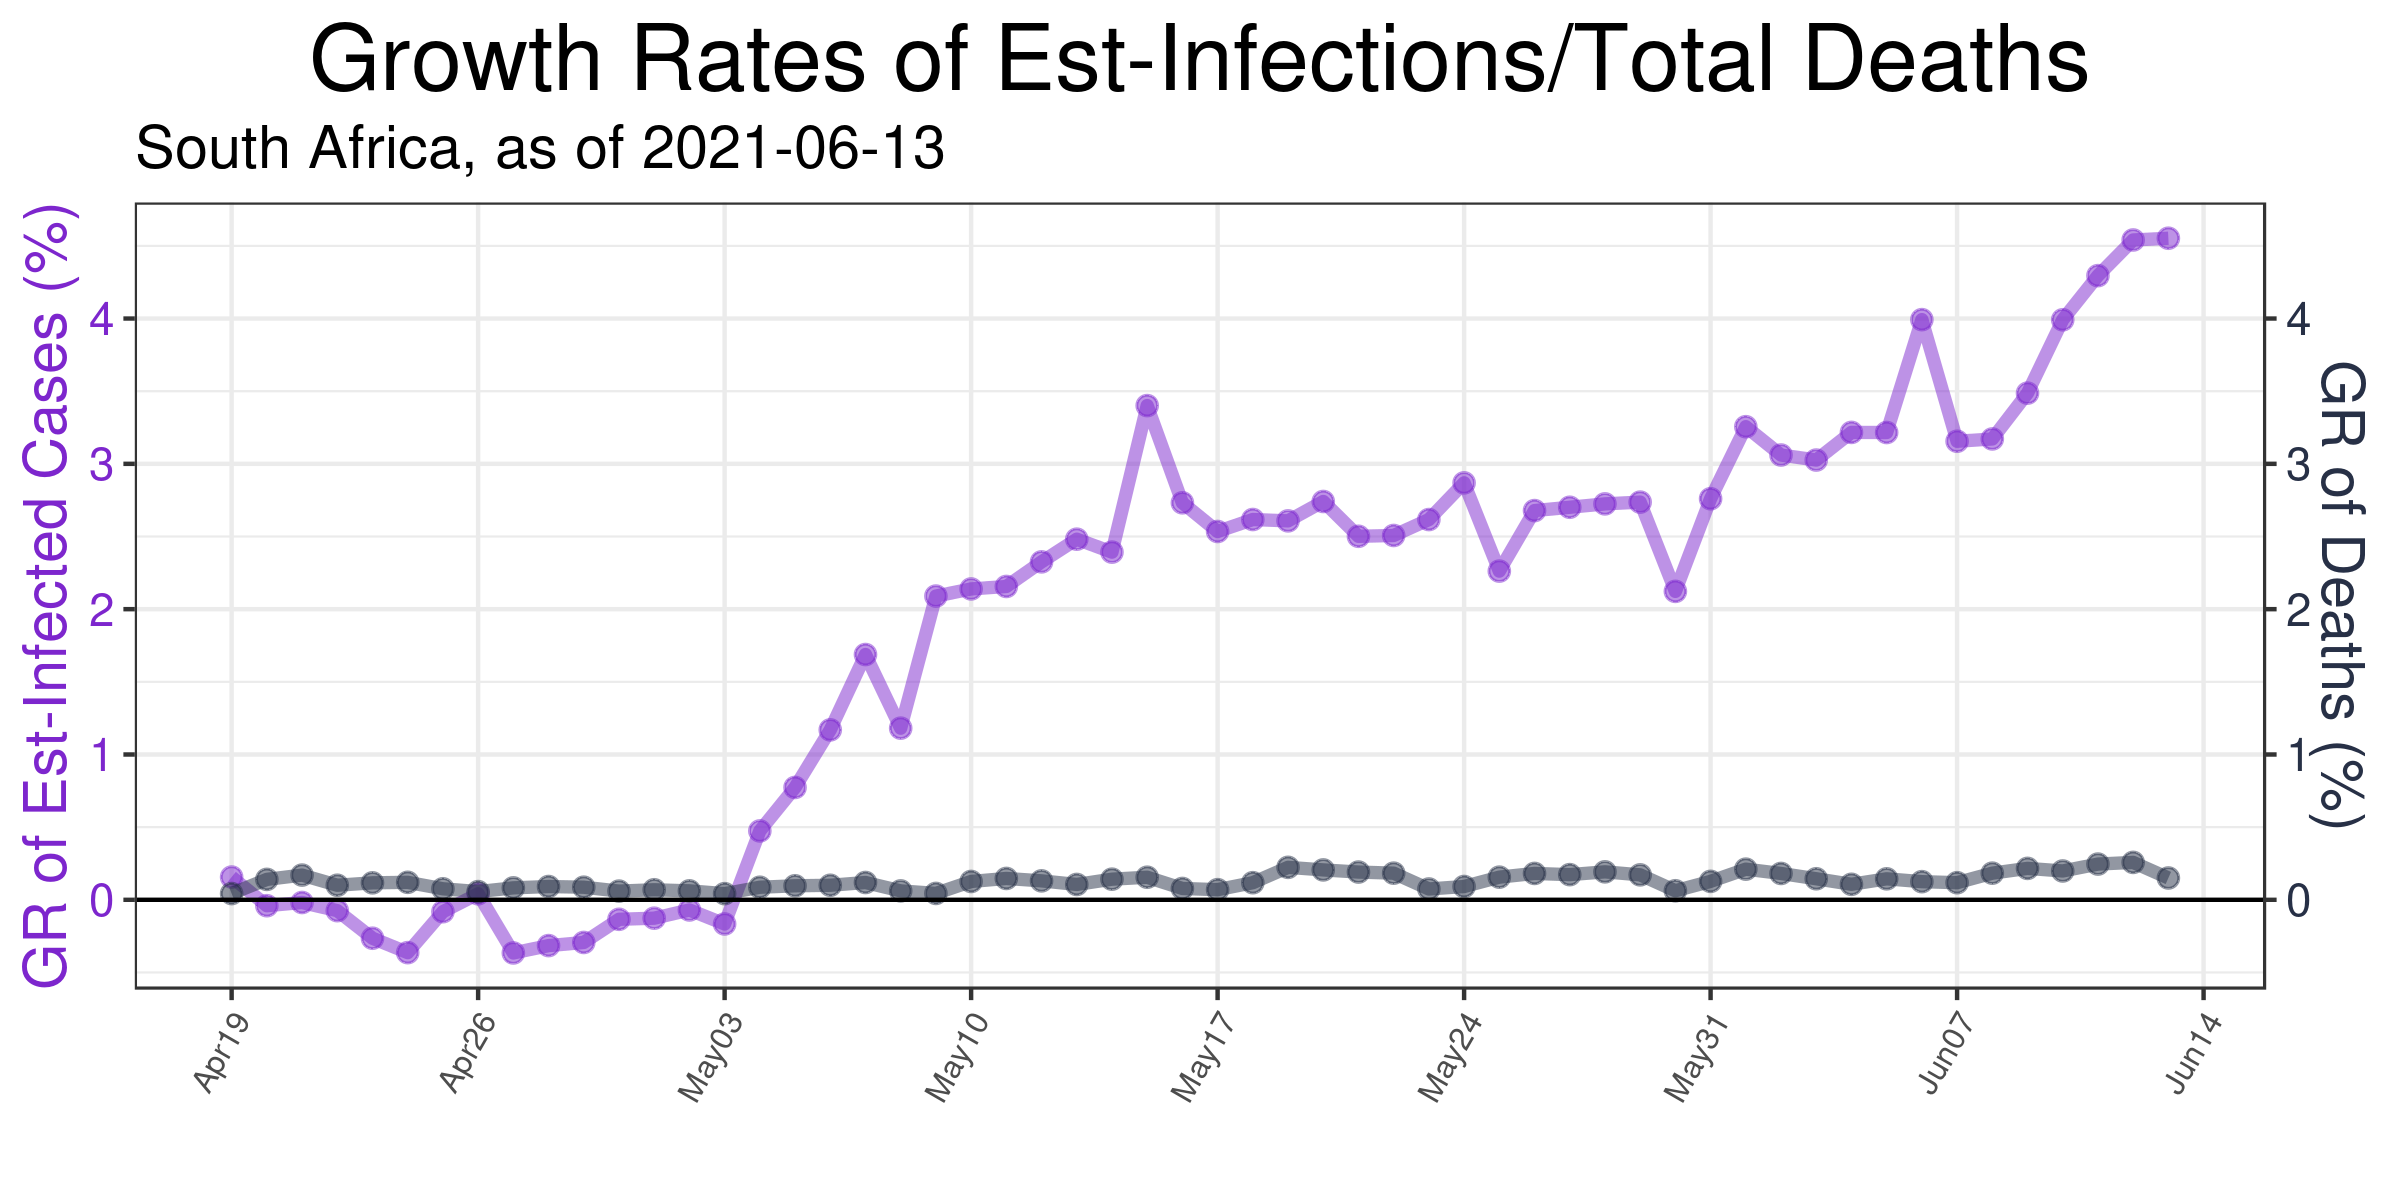 Growth Rates of Est-Infections/Total Deaths
South Africa, as of 2021-06-13
GR of Est-Infected Cases (%)
4
3
2
1
0
4
3
2
1
0
GR of Deaths (%)
Apr19
Apr26
May03
May10
May17
May24
May31
Jun07
Jun14